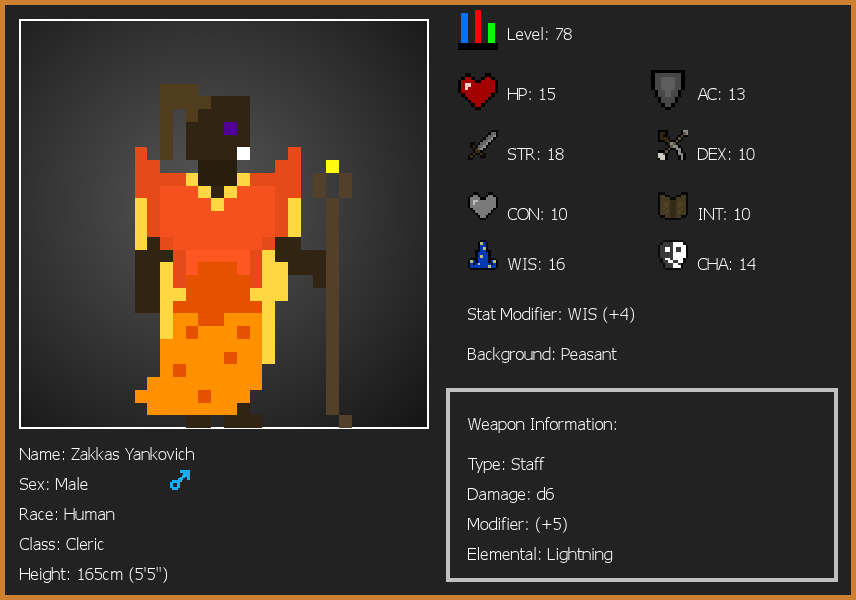 Level: 78
HP: 15
AC: 13
STR: 18
DEX: 10
CON: 10
INT: 10
WIS: 16
CHA: 14
Stat Modifier: WIS (+4)
Background: Peasant
Weapon Information:
Type: Staff
Damage: d6
Modifier: (+5)
Elemental: Lightning
Name: Zakkas Yankovich
Sex: Male
Race: Human
Class: Cleric
Height: 165cm (5'5")